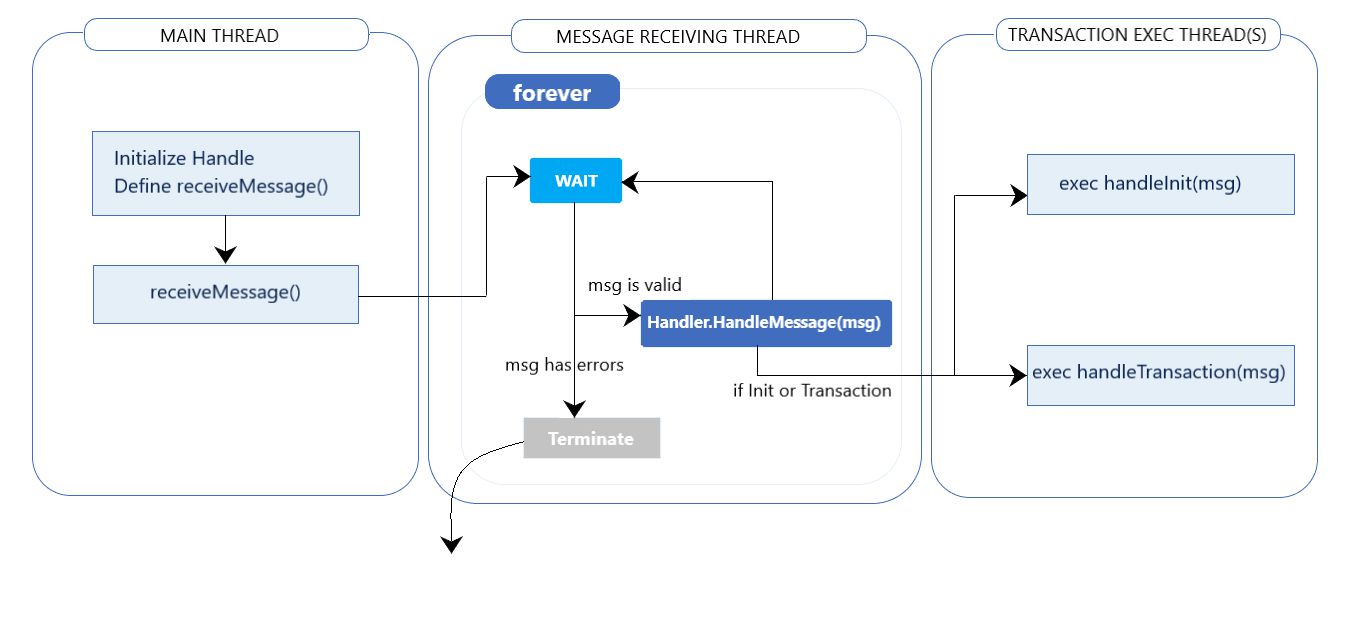 MAIN THREAD
MESSAGE RECEIVING THREAD
TRANSACTION EXEC THREAD(S)
forever
Initialize Handle
Define receiveMessage()
receiveMessage()
WAIT
msg is valid
Handler.HandleMessage(msg)
msg has errors
if Init or Transaction
Terminate
exec handleInit(msg)
exec handleTransaction(msg)